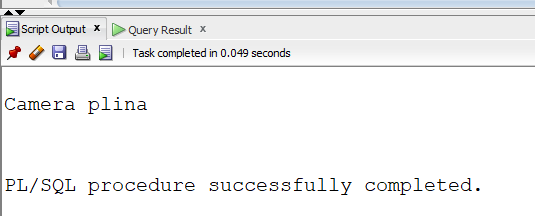 Script Output x Query Result x
Task completed in 0.049 seconds
Camera plina
PL/SQL procedure successfully completed.